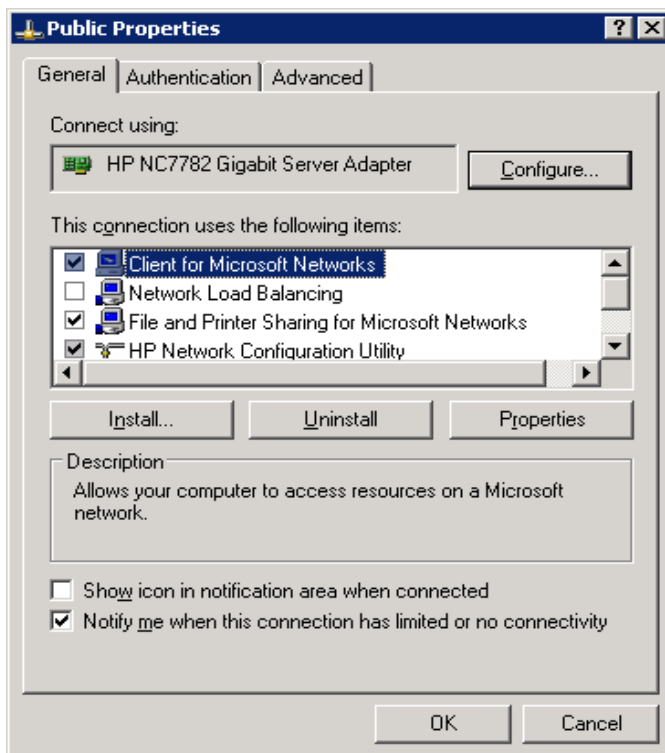 Public Properties
General
Authentication
Advanced
Connect using:
HP NC7782 Gigabit Server Adapter
Configure...
This connection uses the following items:
Client for Microsoft Networks
Network Load Balancing
File and Printer Sharing for Microsoft Networks
HP Network Configuration Utility
Install...
Uninstall
Properties
Description
Allows your computer to access resources on a Microsoft
network.
Show icon in notification area when connected
Notify me when this connection has limited or no connectivity
OK
Cancel